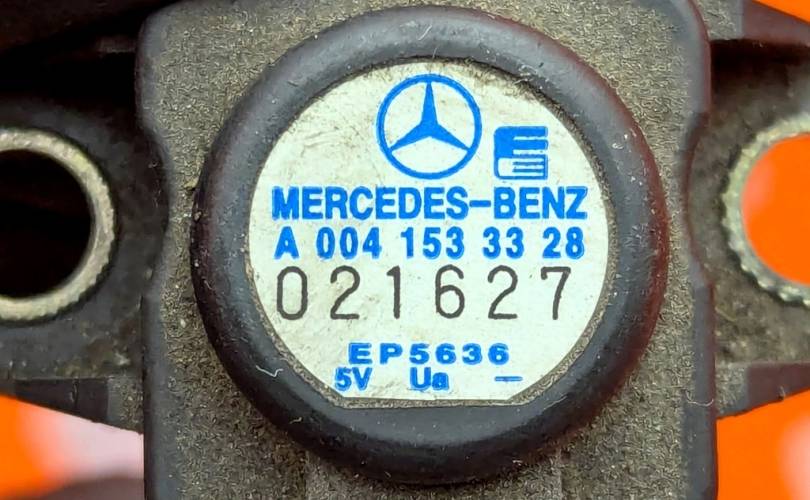 MERCEDES-BENZ
A 004 153 33 28
021627
EP5636
5V Ua —